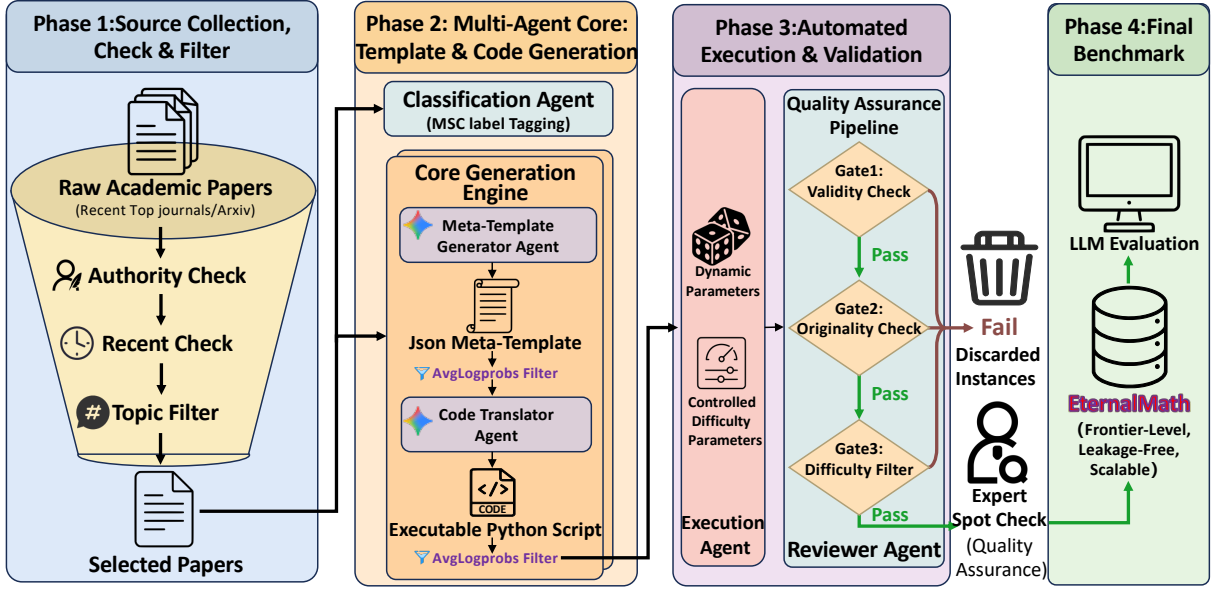 Phase 1:Source Collection,
Check & Filter
Raw Academic Papers
(Recent Top journals/Arxiv)
Authority Check
Recent Check
#
Topic Filter
Selected Papers
Phase 2: Multi-Agent Core:
Template & Code Generation
Classification Agent
(MSC label Tagging)
Core Generation
Engine
Meta-Template
Generator Agent
Json Meta-Template
AvgLogprobs Filter
Code Translator
Agent
</>
CODE
Executable Python Script
AvgLogprobs Filter
Phase 3:Automated
Execution & Validation
Dynamic
Parameters
Controlled
Difficulty
Parameters
Execution
Agent
Quality Assurance
Pipeline
Gate1:
Validity Check
Pass
Gate2:
Originality Check
Pass
Gate3:
Difficulty Filter
Pass
Reviewer Agent
Fail
Discarded
Instances
Expert
Spot Check
(Quality
Assurance)
Phase 4:Final
Benchmark
LLM Evaluation
EternalMath
(Frontier-Level,
Leakage-Free,
Scalable)